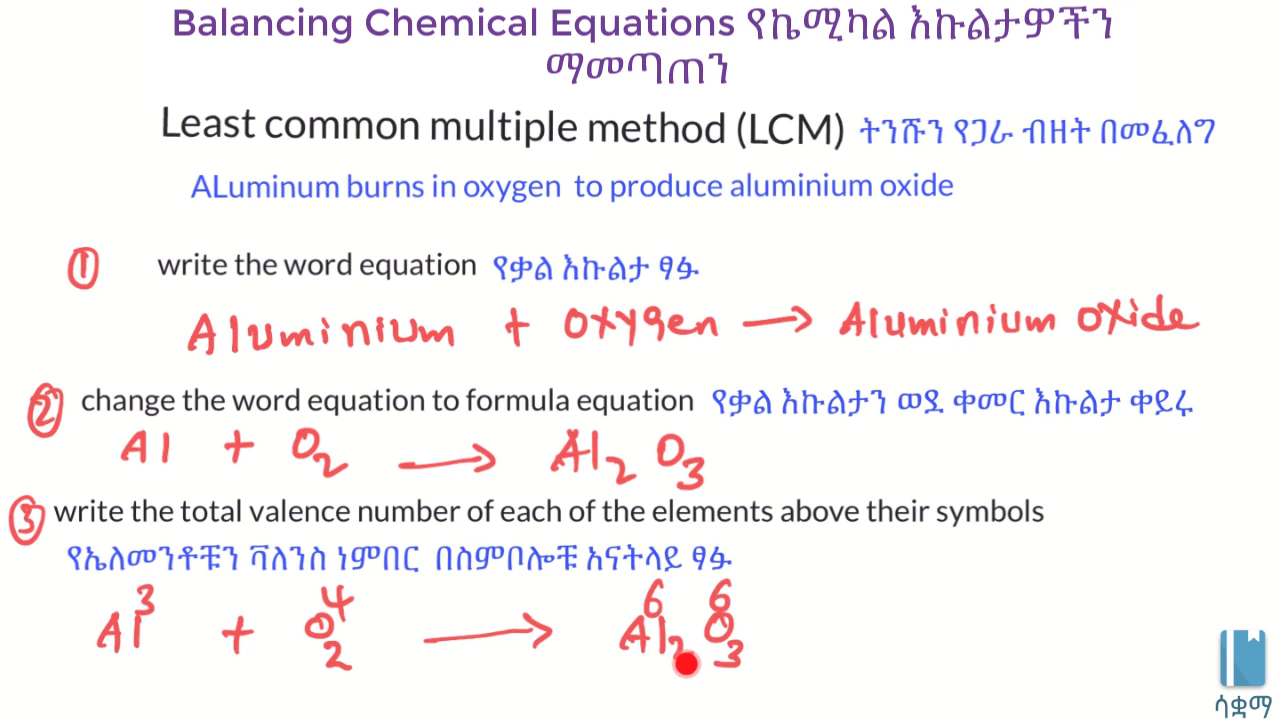 Balancing Chemical Equations የኬሚካል እኩልታዎችን
ማመጣጠን
Least common multiple method (LCM) ትንሹን የጋራ ብዘት በመፈለግ
ALuminum burns in oxygen to produce aluminium oxide
① write the word equation የቃል እኩልታ ፃፉ
Aluminium + Oxygen → Aluminium oxide
② change the word equation to formula equation የቃል እኩልታን ወደ ቀመር እኩልታ ቀይሩ
Al + O₂ → Al₂O₃
③ write the total valence number of each of the elements above their symbols
የኤለመንቶቹን ቫለንስ ነምበር በስምቦሎቹ አናትላይ ፃፉ
3 4 6 6
Al + O₂ → Al₂ O₃
ሳቋማ